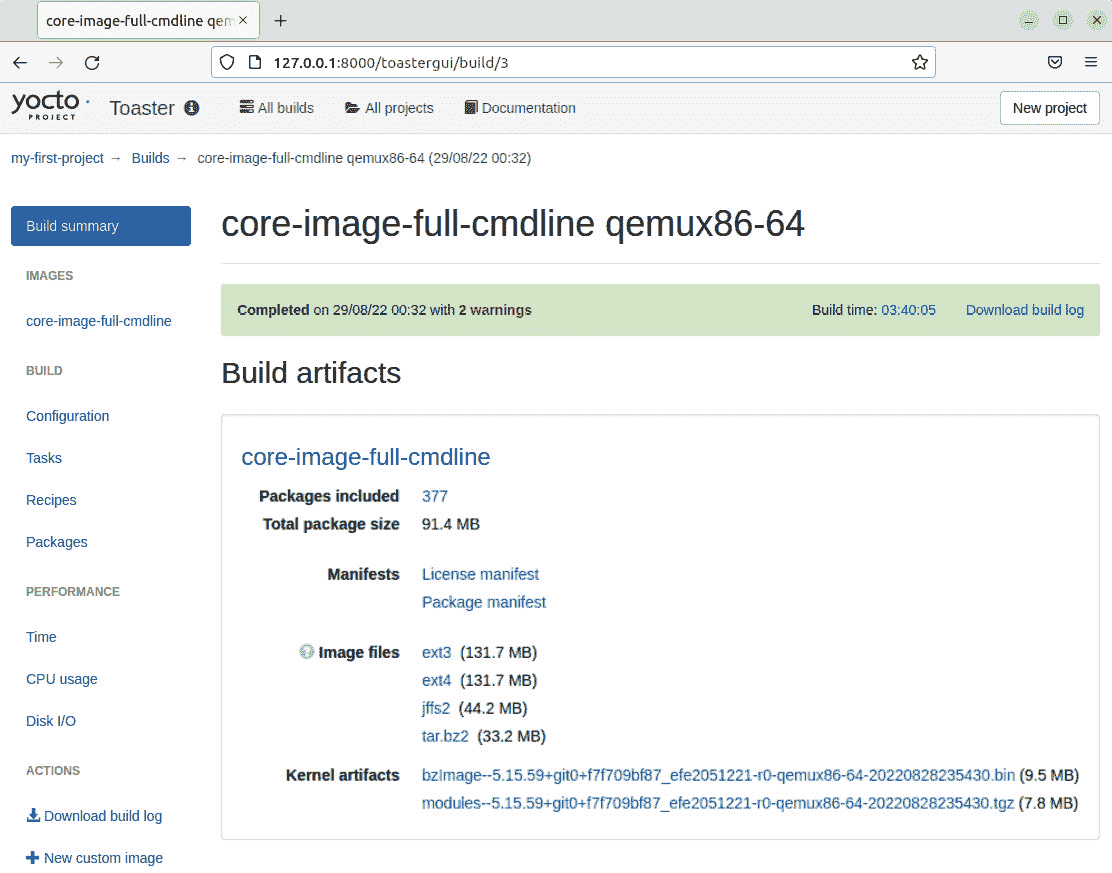 core-image-full-cmdline qem
127.0.0.1:8000/toastergui/build/3
yocto PROJECT Toaster All builds All projects Documentation New project
my-first-project → Builds → core-image-full-cmdline qemux86-64 (29/08/22 00:32)
Build summary
IMAGES
core-image-full-cmdline
BUILD
Configuration
Tasks
Recipes
Packages
PERFORMANCE
Time
CPU usage
Disk I/O
ACTIONS
Download build log
New custom image
core-image-full-cmdline qemux86-64
Completed on 29/08/22 00:32 with 2 warnings Build time: 03:40:05 Download build log
Build artifacts
core-image-full-cmdline
Packages included 377
Total package size 91.4 MB
Manifests License manifest
Package manifest
Image files ext3 (131.7 MB)
ext4 (131.7 MB)
jffs2 (44.2 MB)
tar.bz2 (33.2 MB)
Kernel artifacts bzImage--5.15.59+git0+f7f709bf87_efe2051221-r0-qemux86-64-20220828235430.bin (9.5 MB)
modules--5.15.59+git0+f7f709bf87_efe2051221-r0-qemux86-64-20220828235430.tgz (7.8 MB)